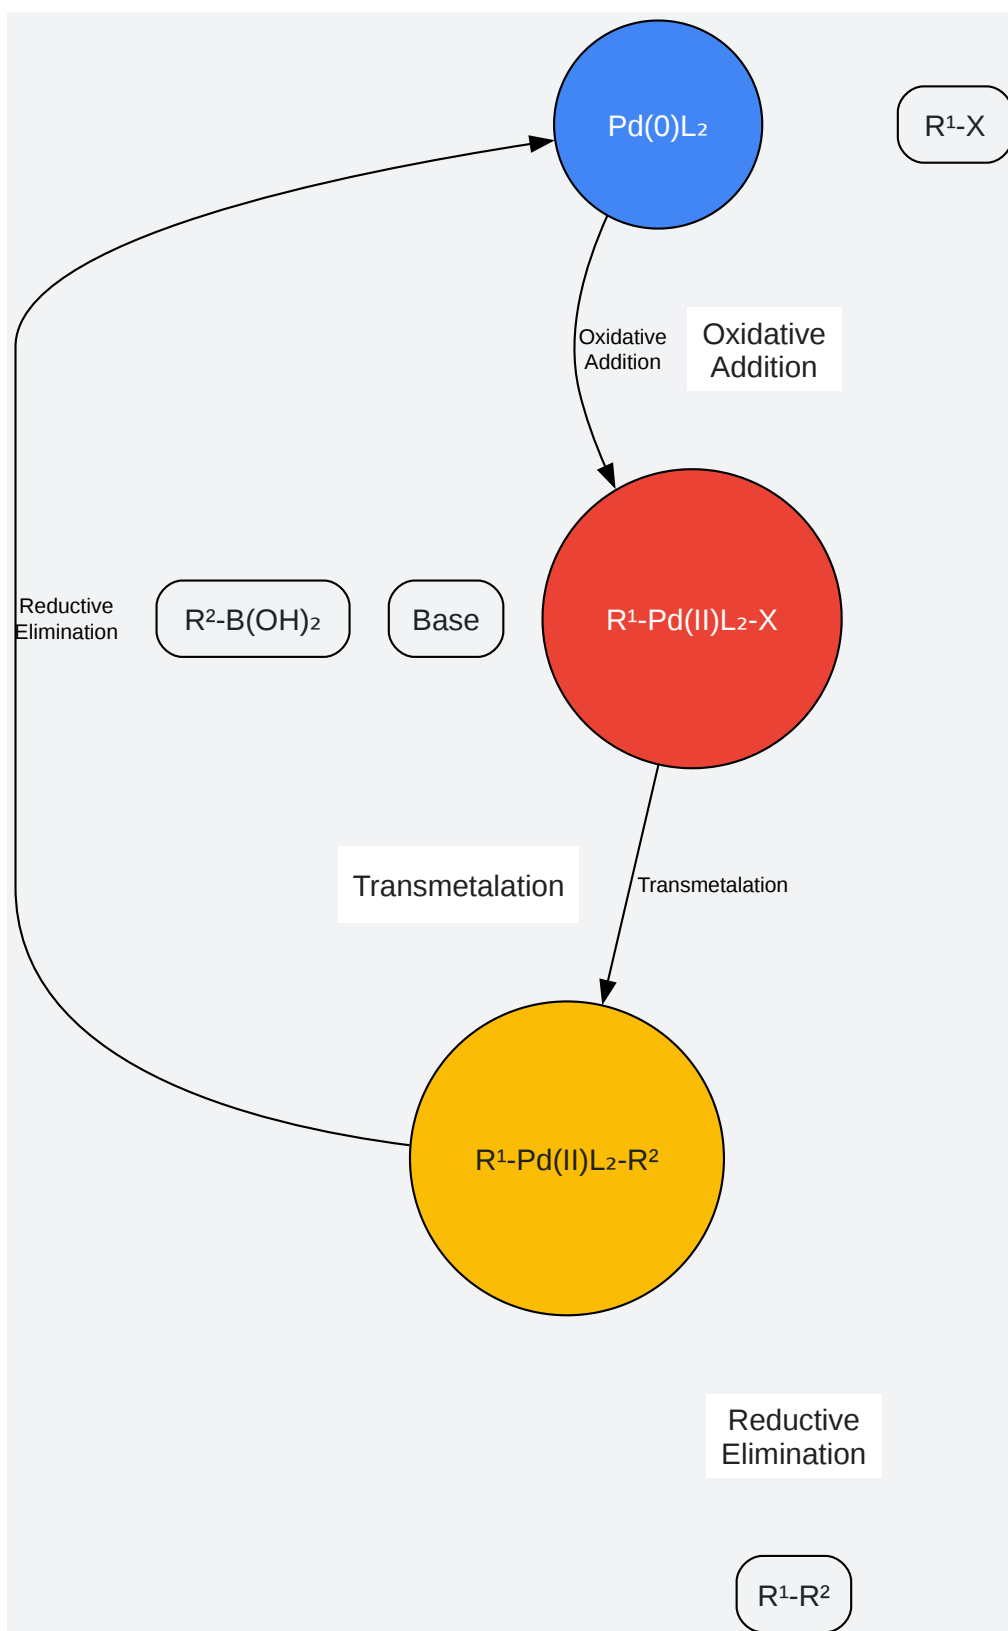 Pd(0)L₂
R¹-X
Oxidative
Addition
Oxidative
Addition
Reductive
Elimination
R²-B(OH)₂
Base
R¹-Pd(II)L₂-X
Transmetalation
Transmetalation
R¹-Pd(II)L₂-R²
Reductive
Elimination
R¹-R²